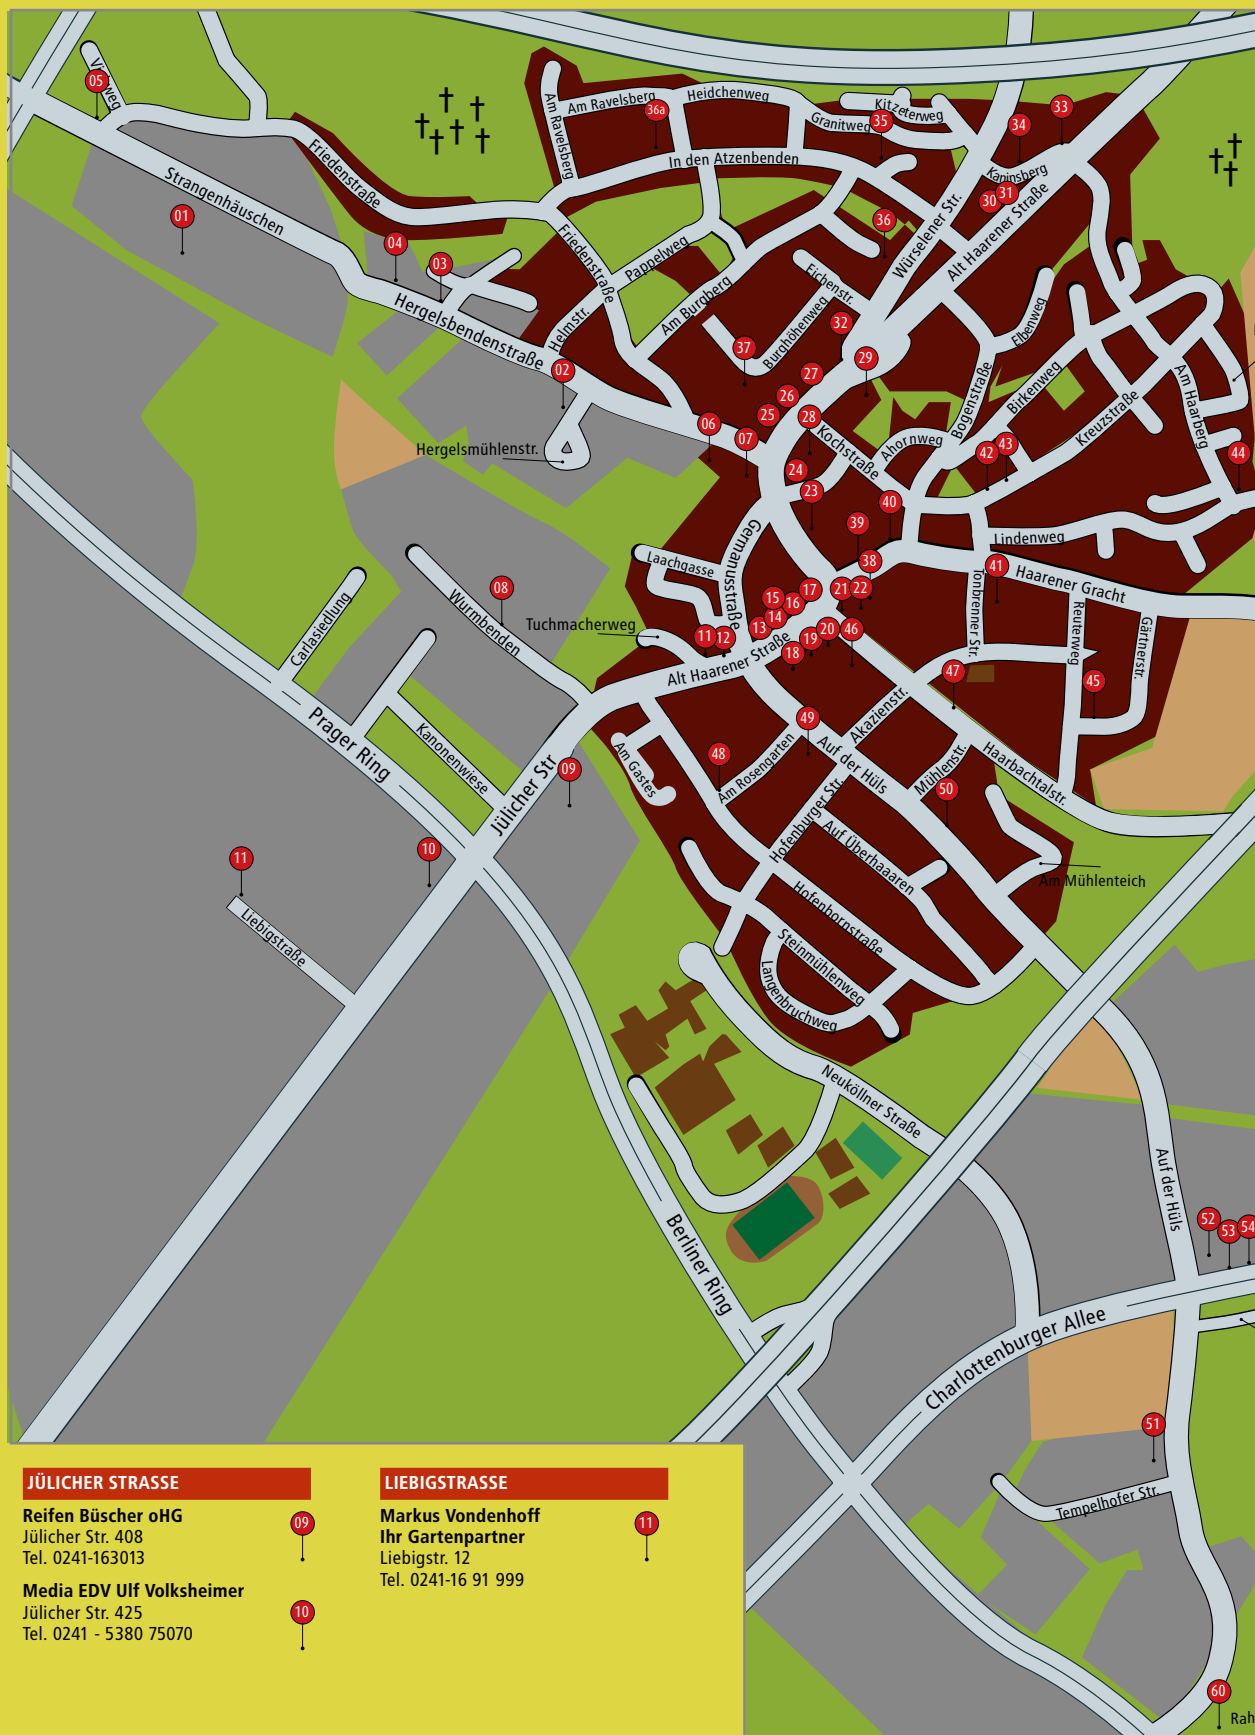 05
Am Ravelsberg
36a
Heidchenweg
Kitzeterweg
33
Am Ravelsberg
Granitweg
35
34
Friedenstraße
In den Atzenbenden
Strangenhäuschen
01
Kaninsberg
30
31
36
04
03
Friedenstraße
Pappelweg
Würselener Str.
Alt Haarener Straße
Eichenstr.
Hergelsbendenstraße
Helmstr.
Am Burgberg
Burghöhenweg
32
Elbenweg
37
29
02
27
26
25
28
Bogenstraße
Birkenweg
Am Haarberg
Kreuzstraße
06
07
Kochstraße
Ahornweg
Hergelsmühlenstr.
24
23
42
43
44
40
39
Germanusstraße
Lindenweg
Laachgasse
38
41
Haarener Gracht
Carlasiedlung
Wurmbenden
08
Tuchmacherweg
15
16
17
14
13
21
22
Tonbrenner Str.
Reuterweg
Gärtnerstr.
11
12
20
46
19
18
Alt Haarener Straße
47
45
Prager Ring
Kanonenwiese
Akazienstr.
49
48
Am Gastes
Am Rosengarten
Auf der Hüls
Mühlenstr.
Haarbachtalstr.
09
Jülicher Str
50
Hofenburger Str.
Auf Überhaaaren
10
11
Am Mühlenteich
Liebigstraße
Hofenbornstraße
Steinmühlenweg
Langenbruchweg
Neuköllner Straße
Auf der Hüls
52
53
54
Berliner Ring
Charlottenburger Allee
51
Tempelhofer Str.
60
Rah
JÜLICHER STRASSE
Reifen Büscher oHG
Jülicher Str. 408
Tel. 0241-163013
09
Media EDV Ulf Volksheimer
Jülicher Str. 425
Tel. 0241 - 5380 75070
10
LIEBIGSTRASSE
Markus Vondenhoff
Ihr Gartenpartner
Liebigstr. 12
Tel. 0241-16 91 999
11